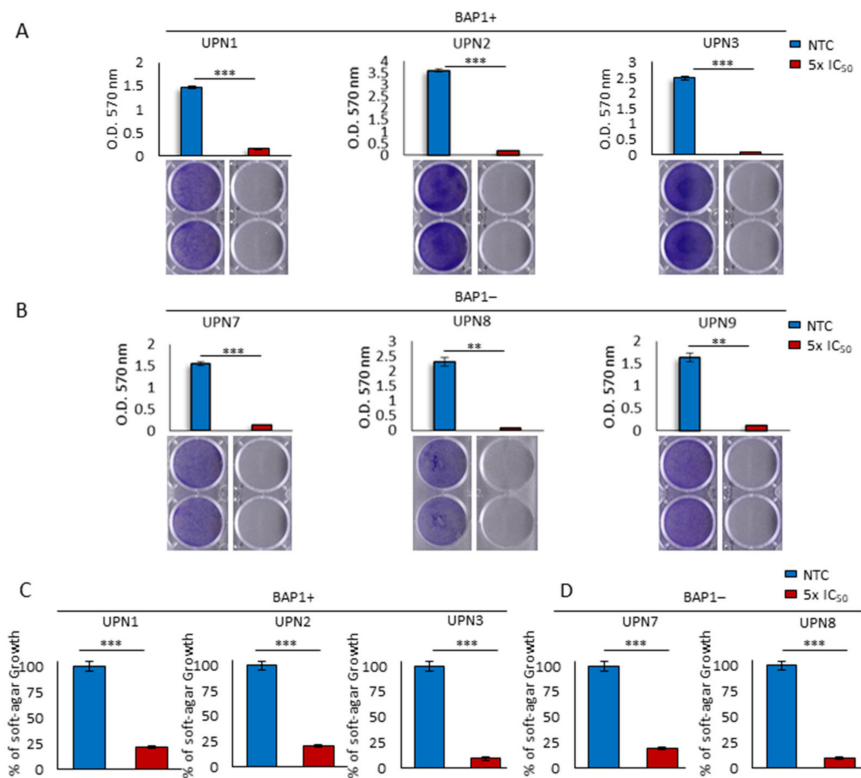 A
BAP1+
UPN1
UPN2
UPN3
NTC
5x IC50
O.D. 570 nm
2
1.5
1
0.5
0
***
O.D. 570 nm
4
3.5
3
2.5
2
1.5
1
0.5
0
***
O.D. 570 nm
3
2.5
2
1.5
1
0.5
0
***
B
BAP1–
UPN7
UPN8
UPN9
NTC
5x IC50
O.D. 570 nm
2
1.5
1
0.5
0
***
O.D. 570 nm
3
2.5
2
1.5
1
0.5
0
**
O.D. 570 nm
2
1.5
1
0.5
0
**
C
BAP1+
UPN1
UPN2
UPN3
% of soft-agar Growth
100
75
50
25
0
***
% of soft-agar Growth
100
75
50
25
0
***
% of soft-agar Growth
100
75
50
25
0
***
D
NTC
5x IC50
BAP1–
UPN7
UPN8
% of soft-agar Growth
100
75
50
25
0
***
% of soft-agar Growth
100
75
50
25
0
***